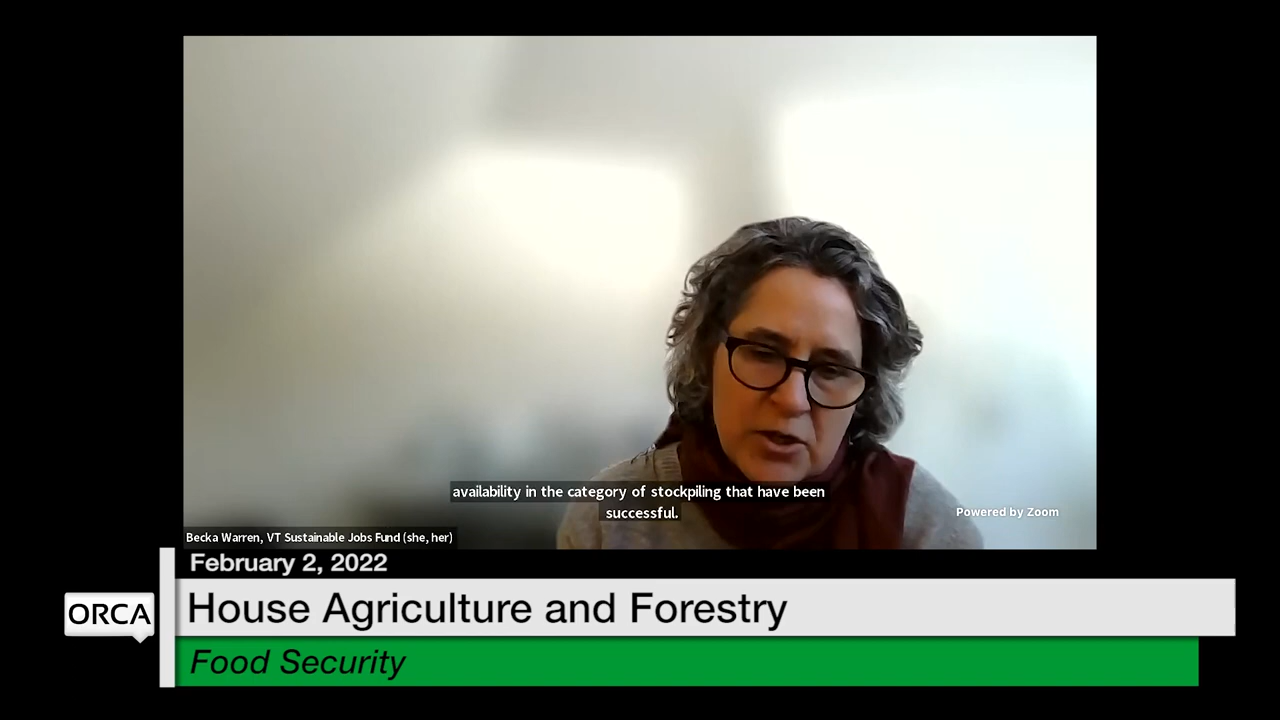 availability in the category of stockpiling that have been
successful.
Powered by Zoom
Becka Warren, VT Sustainable Jobs Fund (she, her)
February 2, 2022
ORCA
House Agriculture and Forestry
Food Security